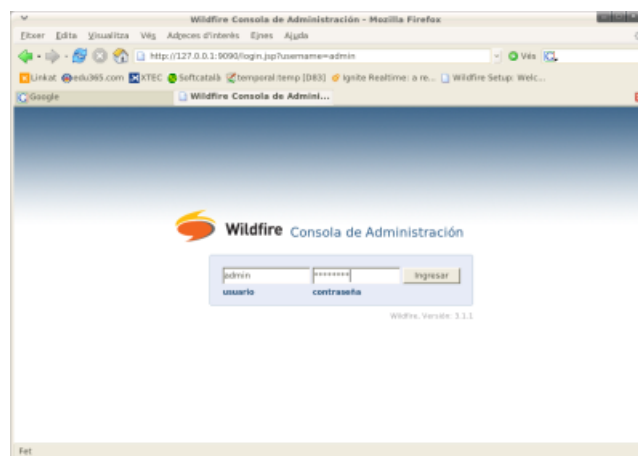 Wildfire Consola de Administración - Mozilla Firefox
Fitxer Edita Visualitza Vés Adreces d'interès Eines Ajuda
http://127.0.0.1:9090/login.jsp?username=admin Vés
Linkat edu365.com XTEC Softcatalà temporal:temp [D83] Ignite Realtime: a re... Wildfire Setup: Welc...
Google Wildfire Consola de Admini...
Wildfire Consola de Administración
admin ******** Ingresar
usuario contraseña
Wildfire, Versión: 3.1.1
Fet